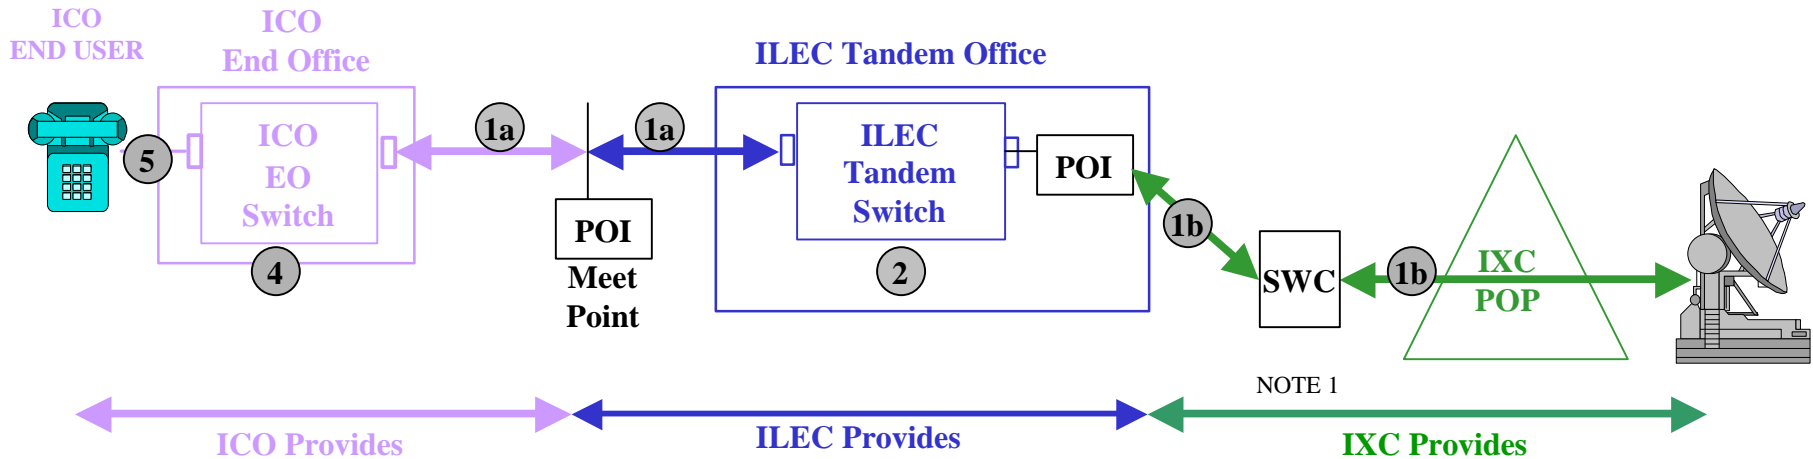 ICO
END USER
ICO
End Office
ILEC Tandem Office
5
ICO
EO
Switch
4
1a
1a
POI
Meet
Point
ILEC
Tandem
Switch
2
POI
1b
SWC
1b
IXC
POP
NOTE 1
ICO Provides
ILEC Provides
IXC Provides